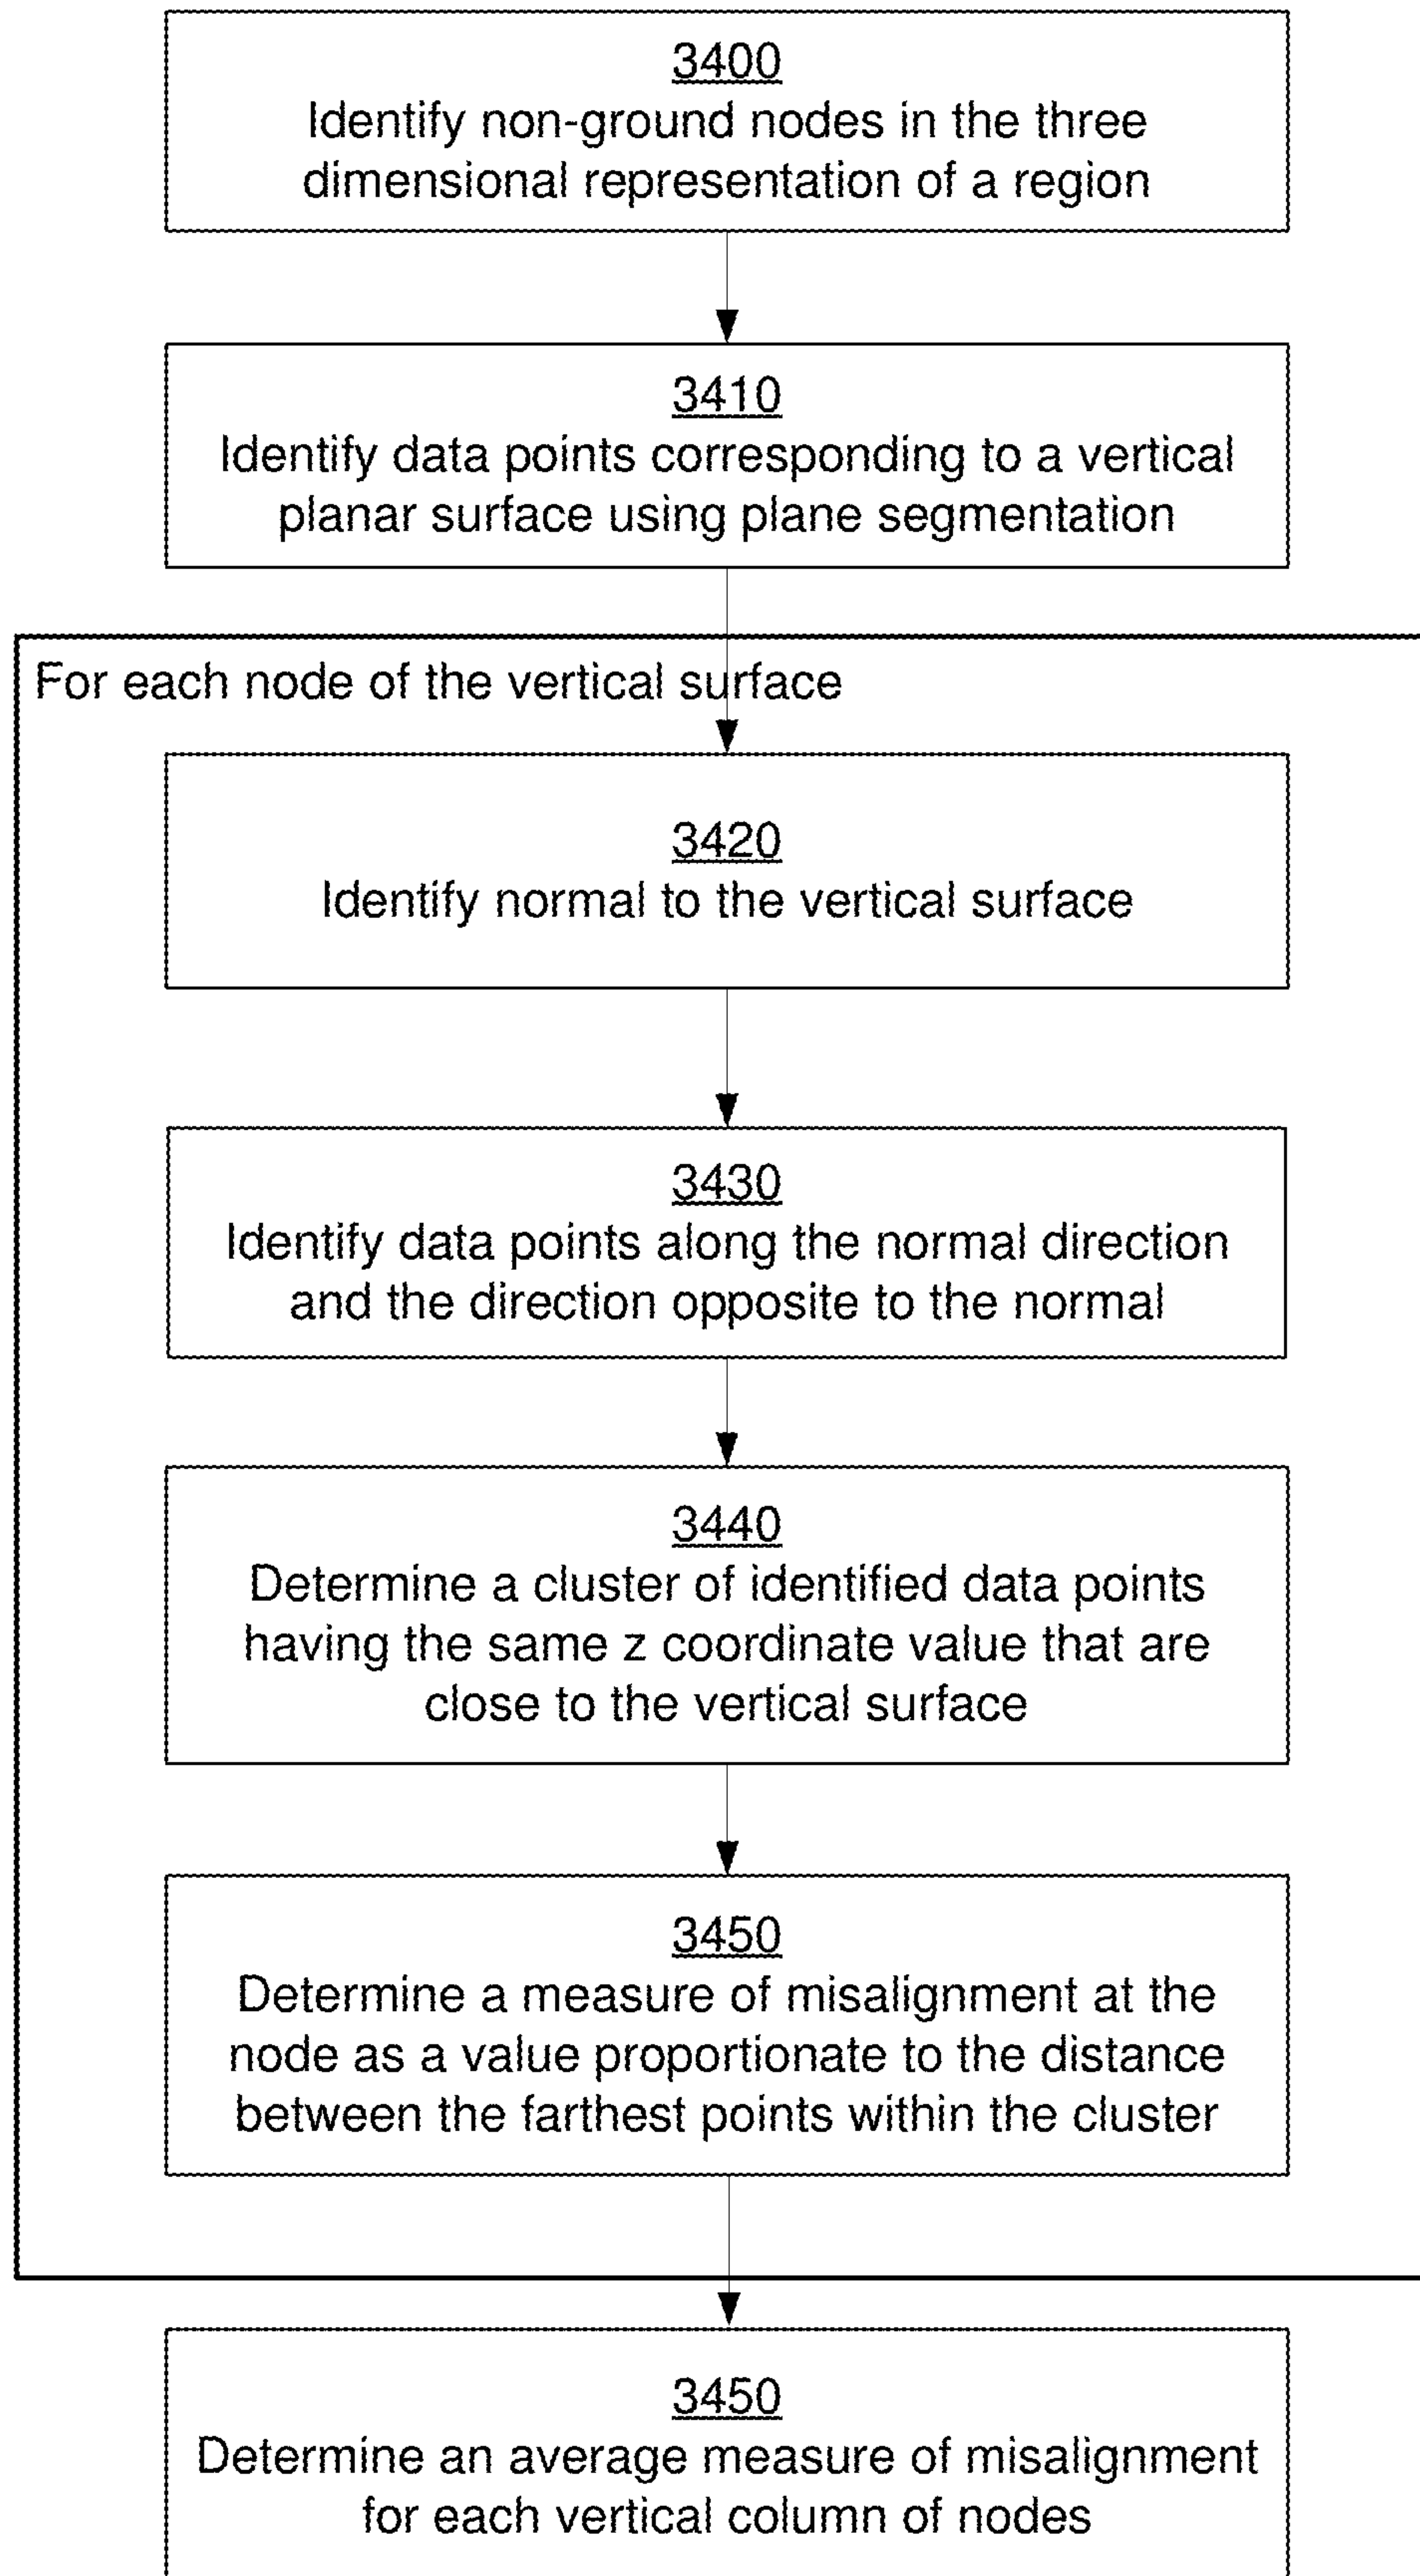 3400
Identify non-ground nodes in the three
dimensional representation of a region
3410
Identify data points corresponding to a vertical
planar surface using plane segmentation
For each node of the vertical surface
3420
Identify normal to the vertical surface
3430
Identify data points along the normal direction
and the direction opposite to the normal
3440
Determine a cluster of identified data points
having the same z coordinate value that are
close to the vertical surface
3450
Determine a measure of misalignment at the
node as a value proportionate to the distance
between the farthest points within the cluster
3450
Determine an average measure of misalignment
for each vertical column of nodes